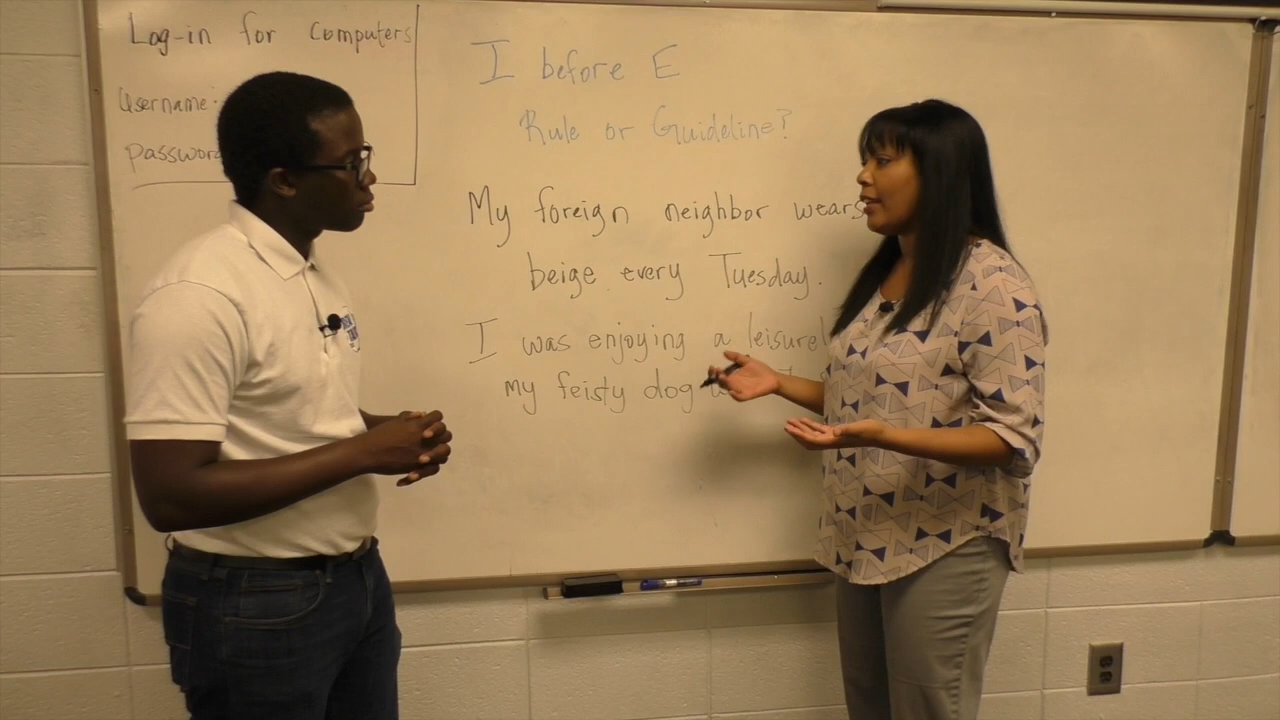 Log-in for Computers
Username:
Password
I before E
Rule or Guideline?
My foreign neighbor wears
beige every Tuesday.
I was enjoying a leisurel
my feisty dog